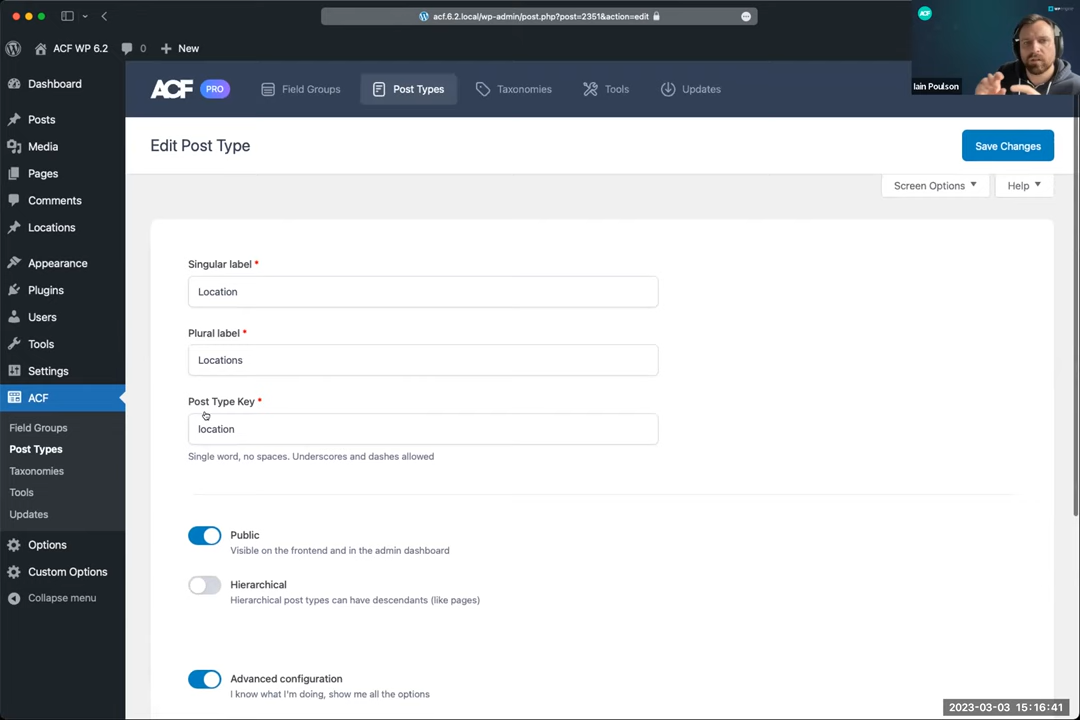 acf.6.2.local/wp-admin/post.php?post=2351&action=edit
ACF
Iain Poulson
ACF WP 6.2
0
New
Dashboard
Posts
Media
Pages
Comments
Locations
Appearance
Plugins
Users
Tools
Settings
ACF
Field Groups
Post Types
Taxonomies
Tools
Updates
Options
Custom Options
Collapse menu
ACF PRO
Field Groups
Post Types
Taxonomies
Tools
Updates
Edit Post Type
Save Changes
Screen Options
Help
Singular label *
Location
Plural label *
Locations
Post Type Key *
location
Single word, no spaces. Underscores and dashes allowed
Public
Visible on the frontend and in the admin dashboard
Hierarchical
Hierarchical post types can have descendants (like pages)
Advanced configuration
I know what I'm doing, show me all the options
2023-03-03 15:16:41